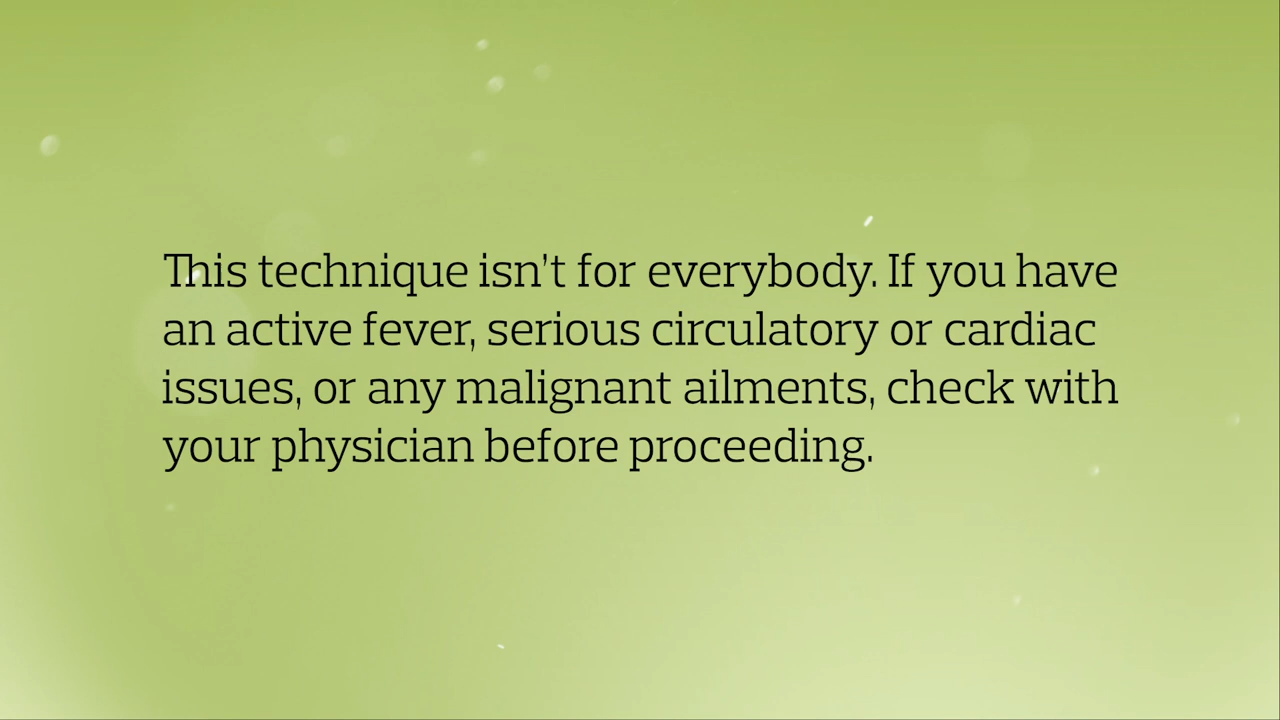 This technique isn't for everybody. If you have
an active fever, serious circulatory or cardiac
issues, or any malignant ailments, check with
your physician before proceeding.